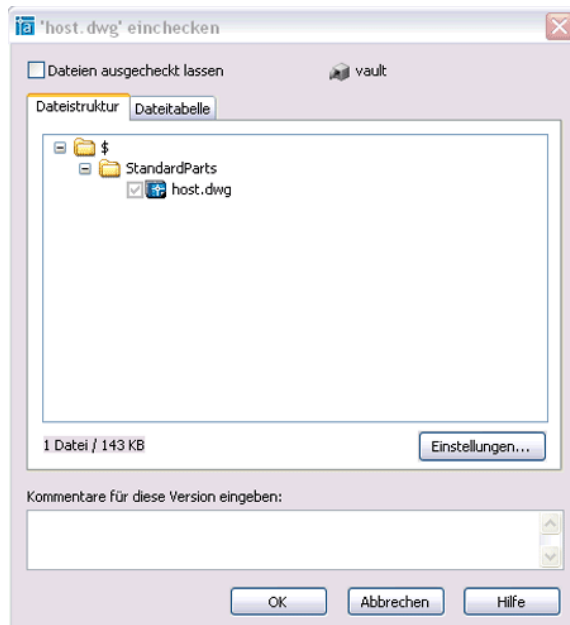 'host.dwg' einchecken
Dateien ausgecheckt lassen vault
Dateistruktur Dateitabelle
$
StandardParts
host.dwg
1 Datei / 143 KB Einstellungen...
Kommentare für diese Version eingeben:
OK Abbrechen Hilfe